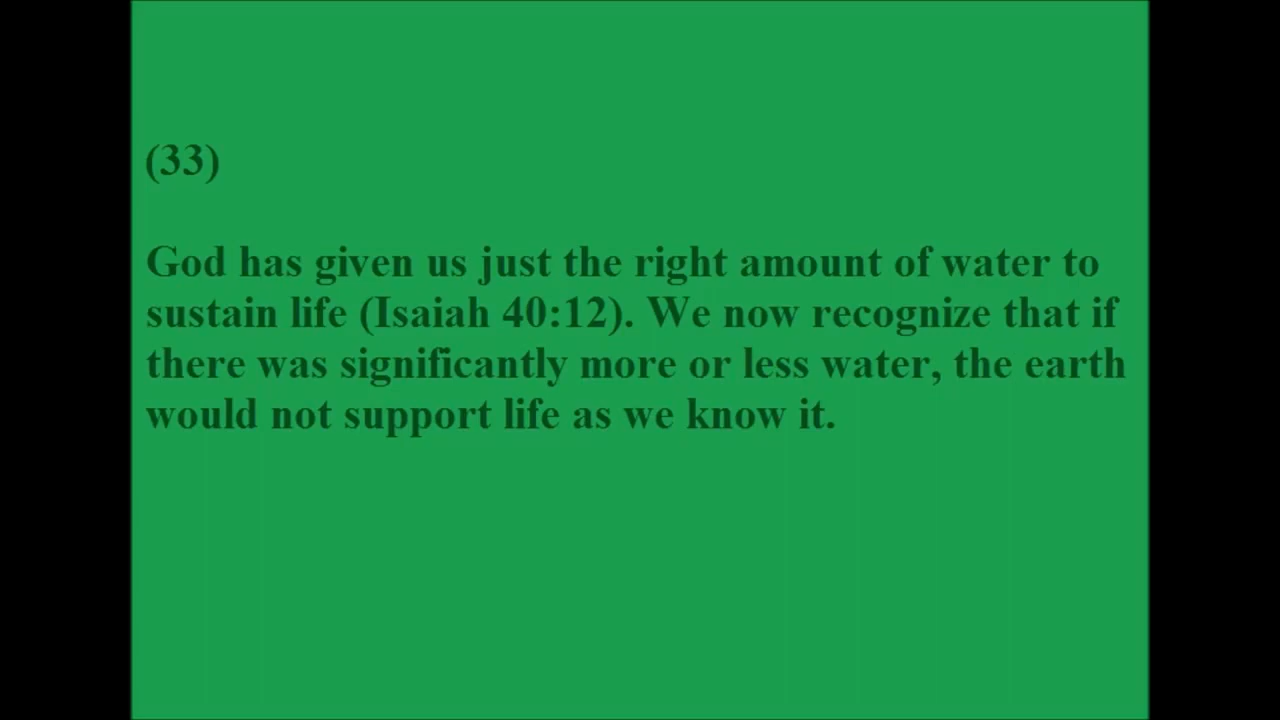 (33)
God has given us just the right amount of water to
sustain life (Isaiah 40:12). We now recognize that if
there was significantly more or less water, the earth
would not support life as we know it.